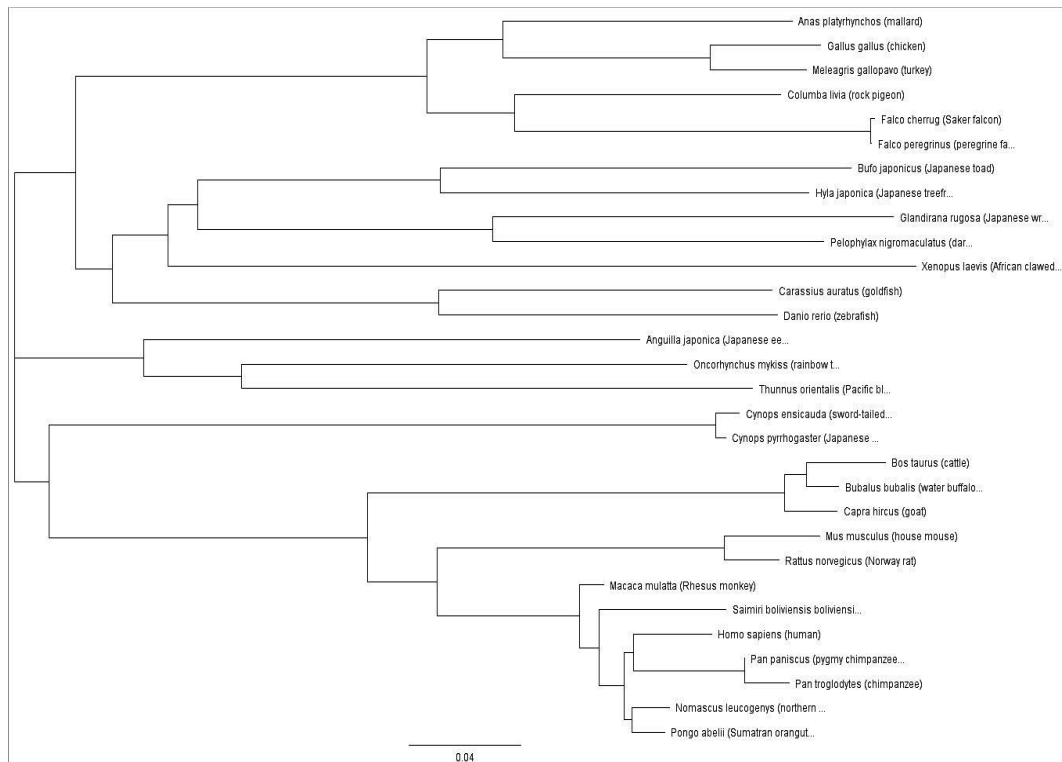 Anas platyrhynchos (mallard)
Gallus gallus (chicken)
Meleagris gallopavo (turkey)
Columba livia (rock pigeon)
Falco cherrug (Saker falcon)
Falco peregrinus (peregrine fa...
Bufo japonicus (Japanese toad)
Hyla japonica (Japanese treefr...
Glandirana rugosa (Japanese wr...
Pelophylax nigromaculatus (dar...
Xenopus laevis (African clawed...
Carassius auratus (goldfish)
Danio rerio (zebrafish)
Anguilla japonica (Japanese ee...
Oncorhynchus mykiss (rainbow t...
Thunnus orientalis (Pacific bl...
Cynops ensicauda (sword-tailed...
Cynops pyrrhogaster (Japanese ...
Bos taurus (cattle)
Bubalus bubalis (water buffalo...
Capra hircus (goat)
Mus musculus (house mouse)
Rattus norvegicus (Norway rat)
Macaca mulatta (Rhesus monkey)
Saimiri boliviensis boliviensi...
Homo sapiens (human)
Pan paniscus (pygmy chimpanzee...
Pan troglodytes (chimpanzee)
Nomascus leucogenys (northern ...
Pongo abelii (Sumatran orangut...
0.04